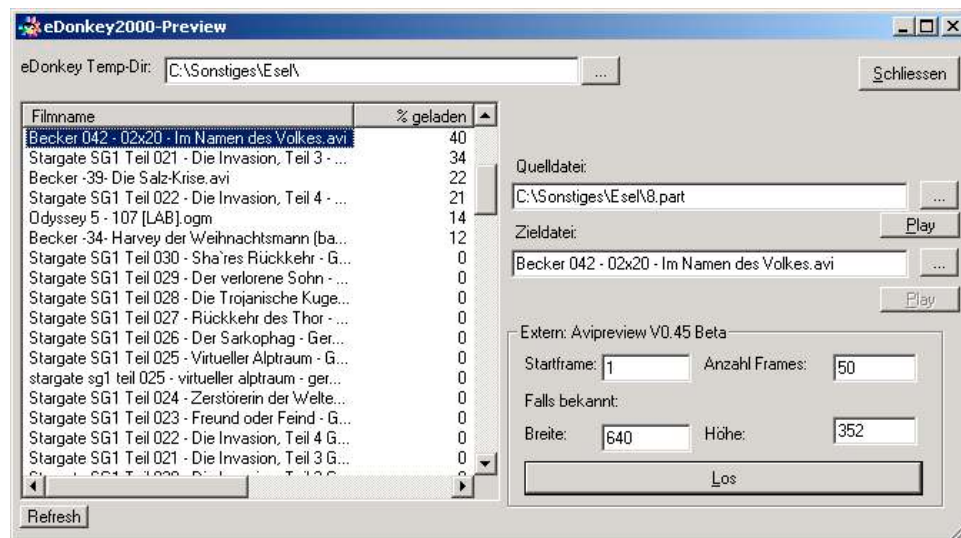 eDonkey2000-Preview
eDonkey Temp-Dir: C:\Sonstiges\Esel\ ... Schliessen
Filmname % geladen
Becker 042 - 02x20 - Im Namen des Volkes.avi 40
Stargate SG1 Teil 021 - Die Invasion, Teil 3 - ... 34
Becker -39- Die Salz-Krise.avi 22
Stargate SG1 Teil 022 - Die Invasion, Teil 4 - ... 21
Odyssey 5 - 107 [LAB].ogm 14
Becker -34- Harvey der Weihnachtsmann (ba... 12
Stargate SG1 Teil 030 - Sha`res Rückkehr - G... 0
Stargate SG1 Teil 029 - Der verlorene Sohn - ... 0
Stargate SG1 Teil 028 - Die Trojanische Kuge... 0
Stargate SG1 Teil 027 - Rückkehr des Thor - ... 0
Stargate SG1 Teil 026 - Der Sarkophag - Ger... 0
Stargate SG1 Teil 025 - Virtueller Alptraum - G... 0
stargate sg1 teil 025 - virtueller alptraum - ger... 0
Stargate SG1 Teil 024 - Zerstörerin der Welte... 0
Stargate SG1 Teil 023 - Freund oder Feind - G... 0
Stargate SG1 Teil 022 - Die Invasion, Teil 4 G... 0
Stargate SG1 Teil 021 - Die Invasion, Teil 3 G... 0
Refresh
Quelldatei:
C:\Sonstiges\Esel\8.part ...
Play
Zieldatei:
Becker 042 - 02x20 - Im Namen des Volkes.avi ...
Play
Extern: Avipreview V0.45 Beta
Startframe: 1 Anzahl Frames: 50
Falls bekannt:
Breite: 640 Höhe: 352
Los